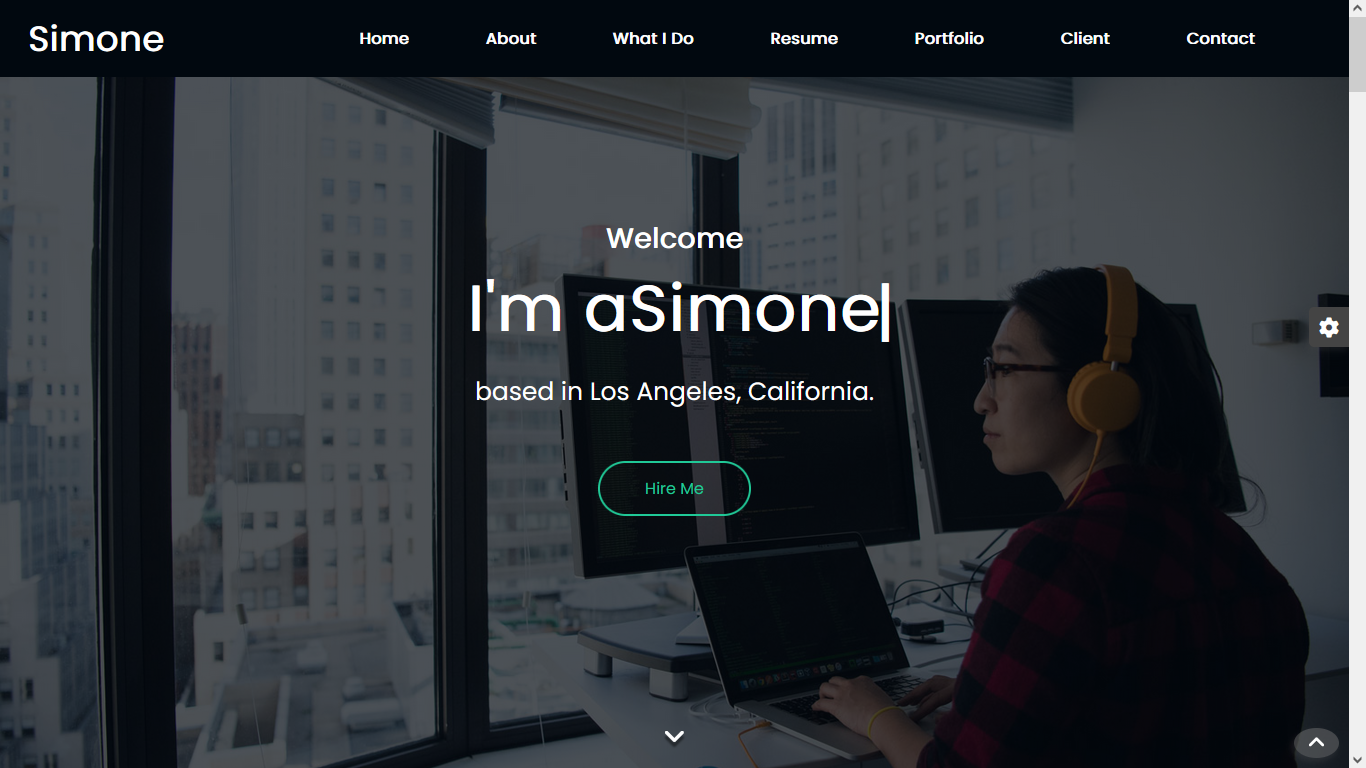 Simone
Home About What I Do Resume Portfolio Client Contact
Welcome
I'm aSimone|
based in Los Angeles, California.
Hire Me